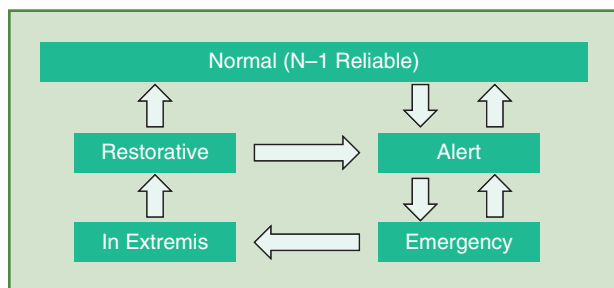 Normal (N–1 Reliable)
Restorative
Alert
In Extremis
Emergency